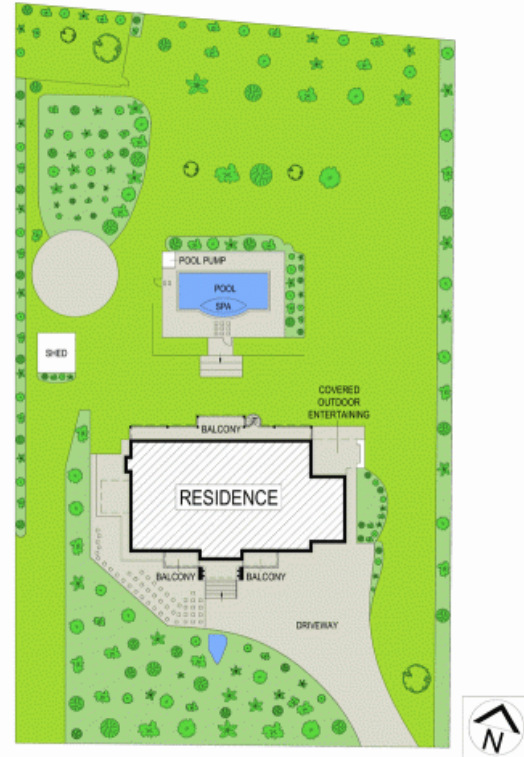 POOL PUMP
POOL
SPA
SHED
COVERED
OUTDOOR
ENTERTAINING
BALCONY
RESIDENCE
BALCONY
BALCONY
DRIVEWAY
N